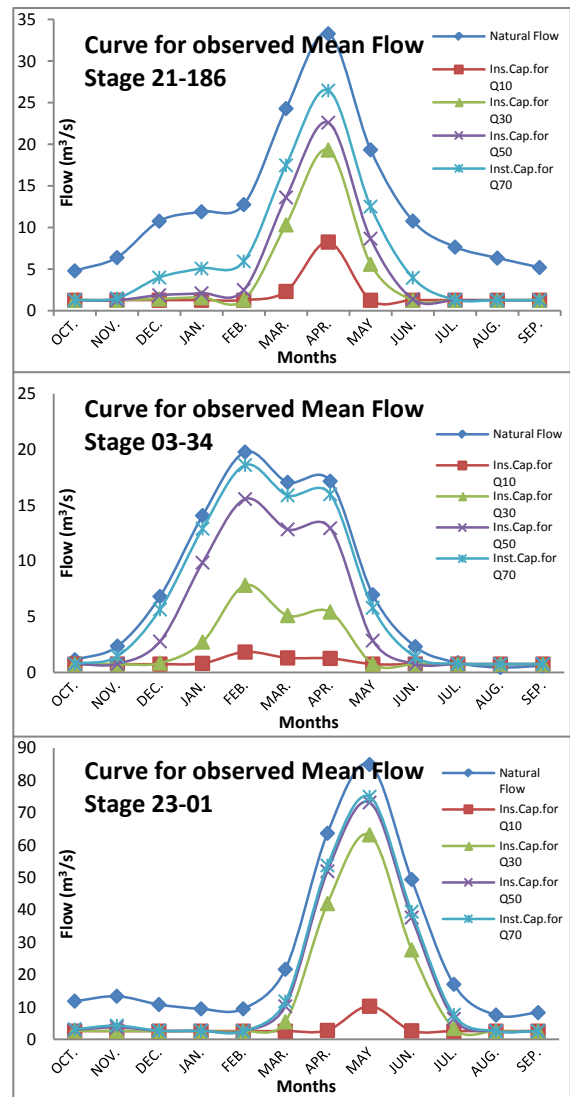 Curve for observed Mean Flow
Stage 21-186
Flow (m³/s)
35
30
25
20
15
10
5
0
OCT. NOV. DEC. JAN. FEB. MAR. APR. MAY JUN. JUL. AUG. SEP.
Months
Natural Flow
Ins.Cap.for
Q10
Ins.Cap.for
Q30
Ins.Cap.for
Q50
Inst.Cap.for
Q70
Curve for observed Mean Flow
Stage 03-34
Flow (m³/s)
25
20
15
10
5
0
OCT. NOV. DEC. JAN. FEB. MAR. APR. MAY JUN. JUL. AUG. SEP.
Months
Natural Flow
Ins.Cap.for
Q10
Ins.Cap.for
Q30
Ins.Cap.for
Q50
Inst.Cap.for
Q70
Curve for observed Mean Flow
Stage 23-01
Flow (m³/s)
90
80
70
60
50
40
30
20
10
0
OCT. NOV. DEC. JAN. FEB. MAR. APR. MAY JUN. JUL. AUG. SEP.
Months
Natural
Flow
Ins.Cap.for
Q10
Ins.Cap.for
Q30
Ins.Cap.for
Q50
Inst.Cap.for
Q70